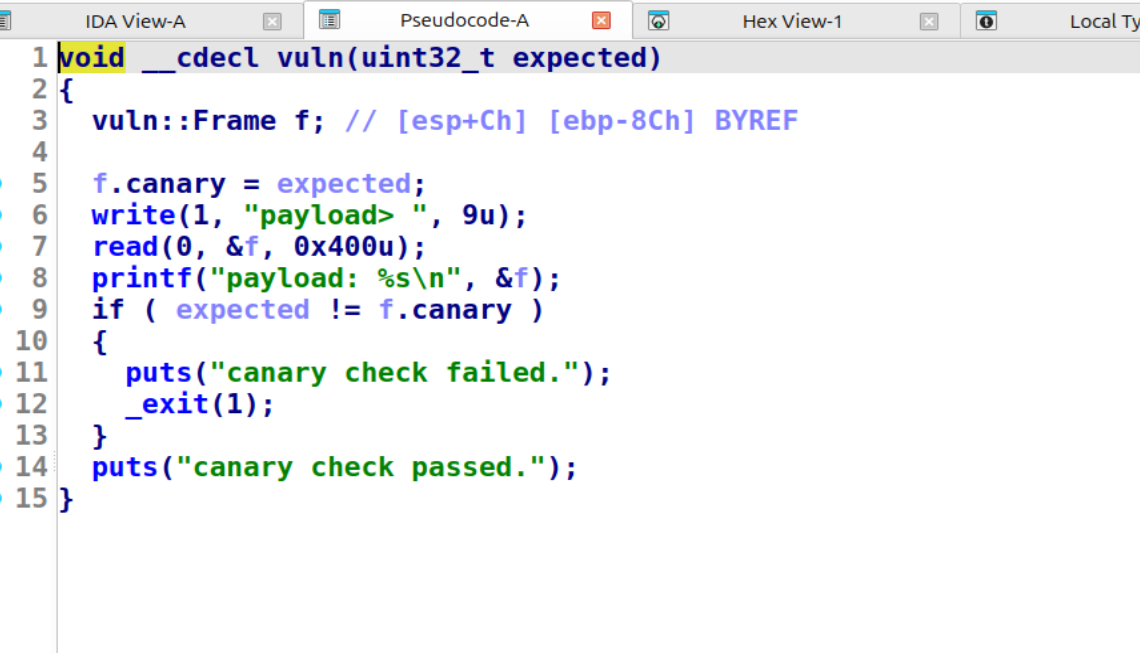 IDA View-A Pseudocode-A Hex View-1 Local Ty
1 void __cdecl vuln(uint32_t expected)
2 {
3 vuln::Frame f; // [esp+Ch] [ebp-8Ch] BYREF
4
5 f.canary = expected;
6 write(1, "payload> ", 9u);
7 read(0, &f, 0x400u);
8 printf("payload: %s\n", &f);
9 if ( expected != f.canary )
10 {
11 puts("canary check failed.");
12 _exit(1);
13 }
14 puts("canary check passed.");
15 }